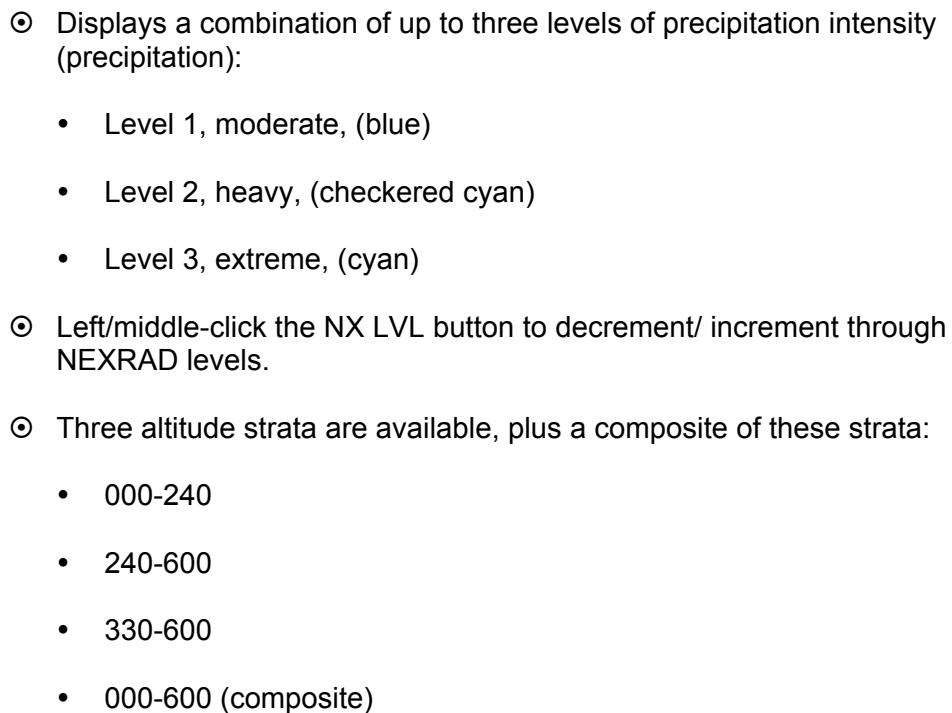 ⦿ Displays a combination of up to three levels of precipitation intensity
(precipitation):
• Level 1, moderate, (blue)
• Level 2, heavy, (checkered cyan)
• Level 3, extreme, (cyan)
⦿ Left/middle-click the NX LVL button to decrement/ increment through
NEXRAD levels.
⦿ Three altitude strata are available, plus a composite of these strata:
• 000-240
• 240-600
• 330-600
• 000-600 (composite)